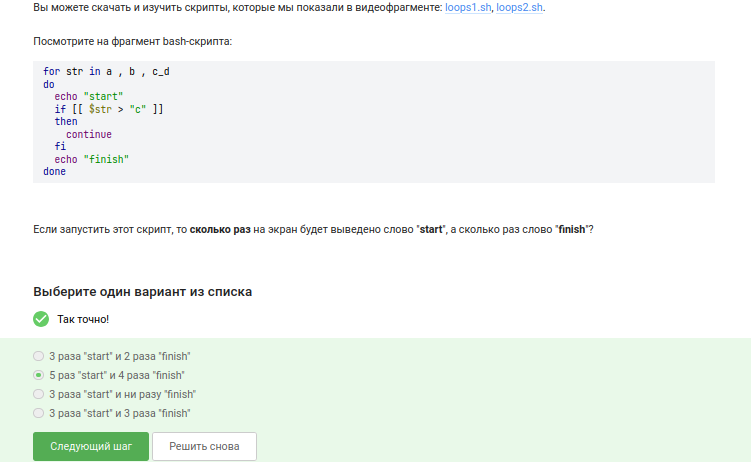 Вы можете скачать и изучить скрипты, которые мы показали в видеофрагменте: loops1.sh, loops2.sh.
Посмотрите на фрагмент bash-скрипта:
for str in a , b , c_d
do
  echo "start"
  if [[ $str > "c" ]]
  then
    continue
  fi
  echo "finish"
done
Если запустить этот скрипт, то сколько раз на экран будет выведено слово "start", а сколько раз слово "finish"?
Выберите один вариант из списка
Так точно!
3 раза "start" и 2 раза "finish"
5 раз "start" и 4 раза "finish"
3 раза "start" и ни разу "finish"
3 раза "start" и 3 раза "finish"
Следующий шаг
Решить снова